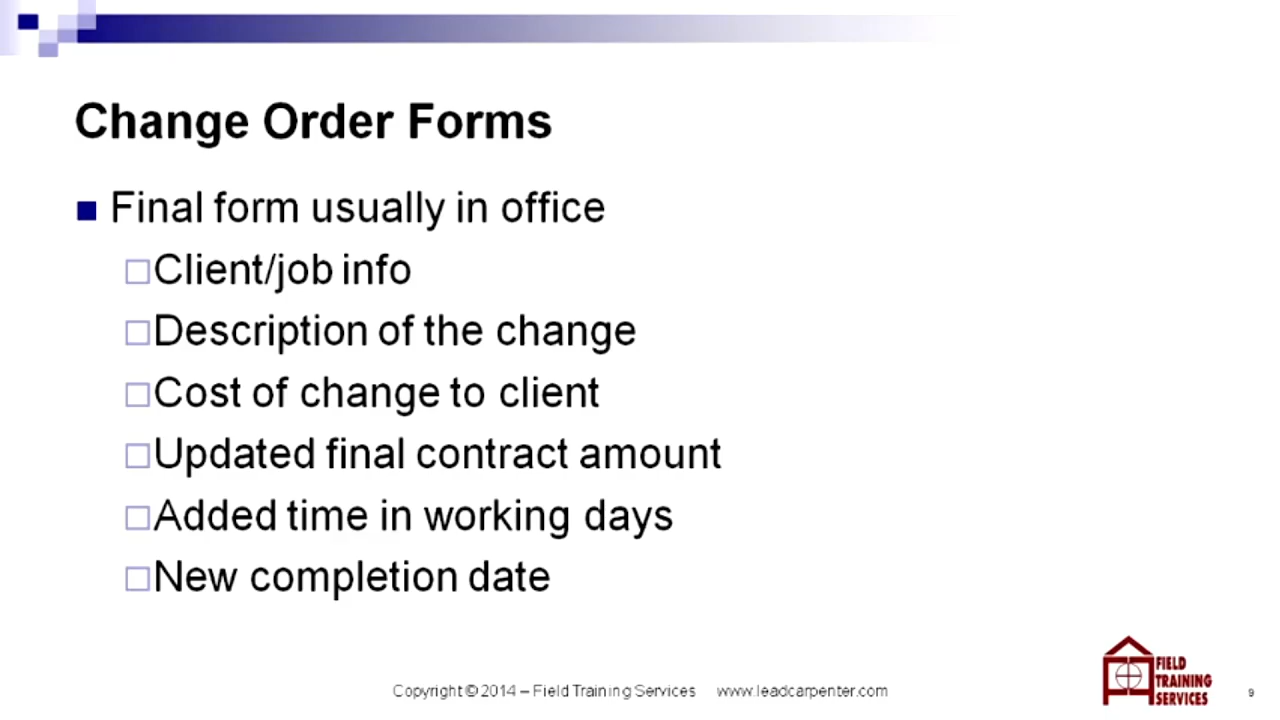 Change Order Forms
Final form usually in office
Client/job info
Description of the change
Cost of change to client
Updated final contract amount
Added time in working days
New completion date
Copyright © 2014 – Field Training Services www.leadcarpenter.com
FIELD
TRAINING
SERVICES
9